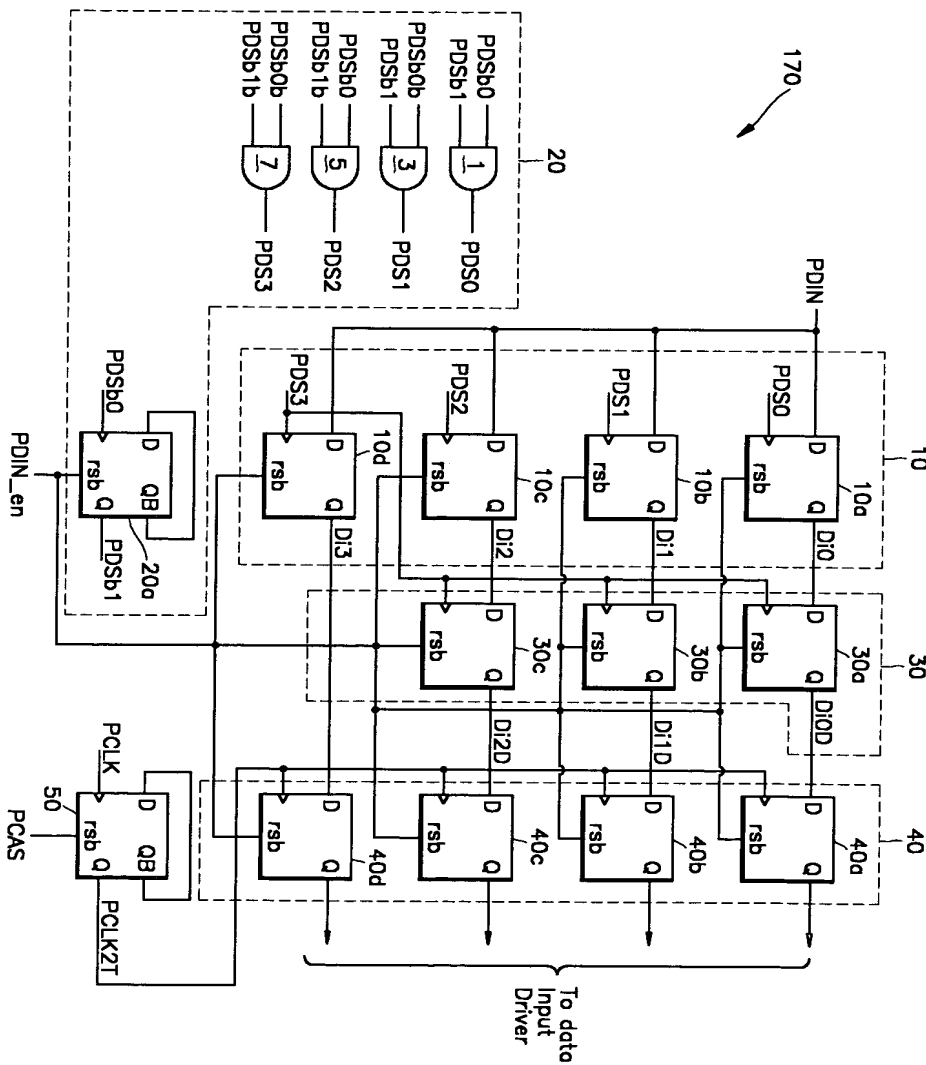 170
10
30
40
20
PDIN
PDS0
D
Q
rsb
10a
Di0
D
Q
rsb
30a
Di0D
D
Q
rsb
40a
PDS1
D
Q
rsb
10b
Di1
D
Q
rsb
30b
Di1D
D
Q
rsb
40b
To data
Input
Driver
PDS2
D
Q
rsb
10c
Di2
D
Q
rsb
30c
Di2D
D
Q
rsb
40c
PDS3
D
Q
rsb
10d
Di3
D
Q
rsb
40d
PDSb0
PDSb1
1
PDS0
PDSb0b
PDSb1
3
PDS1
PDSb0
PDSb1b
5
PDS2
PDSb0b
PDSb1b
7
PDS3
PDSb0
D
QB
rsb
Q
20a
PDSb1
PDIN_en
PCLK
D
QB
rsb
Q
50
PCAS
PCLK2T